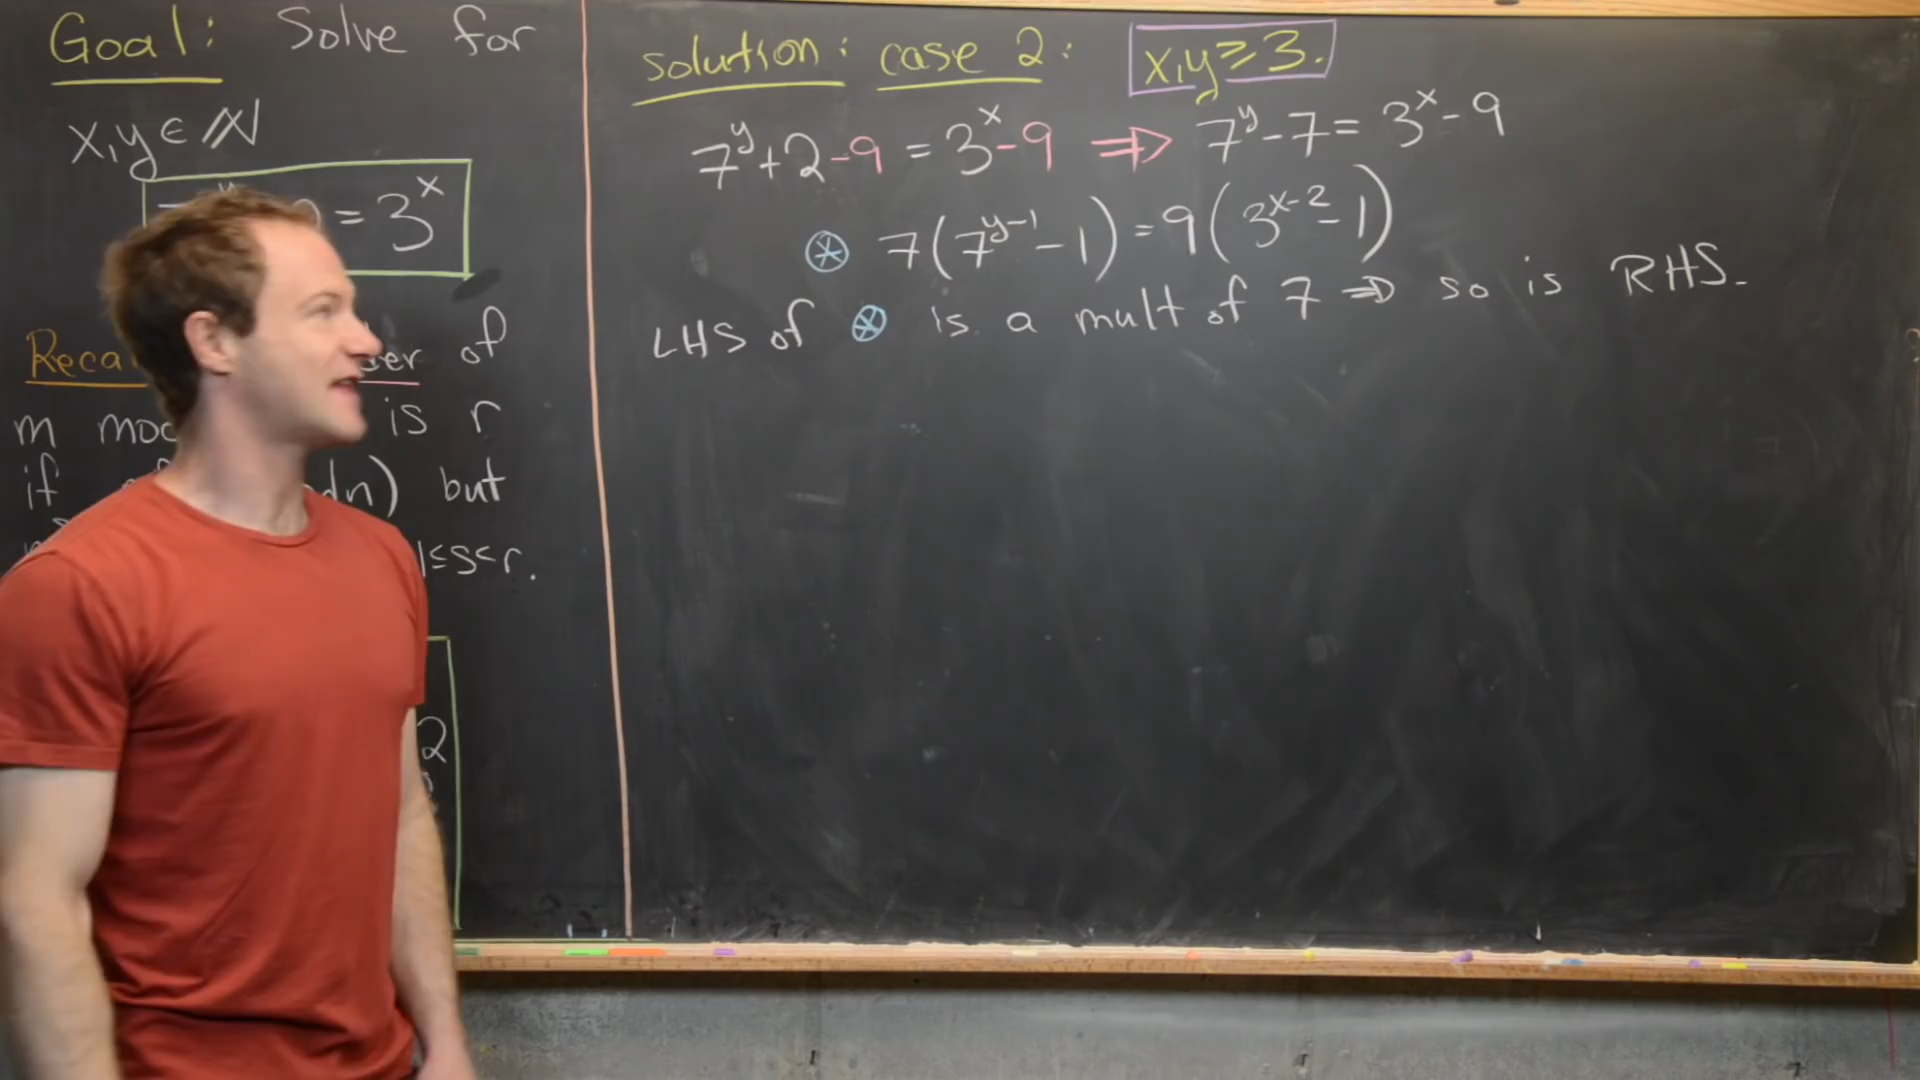 Goal: Solve for
x,y ∈ ℕ
= 3^x
of
m is r
if dn) but
1≤s<r.
2
solution: case 2: x,y ≥ 3.
7^y + 2 - 9 = 3^x - 9 ⇒ 7^y - 7 = 3^x - 9
⊛ 7(7^{y-1} - 1) = 9(3^{x-2} - 1)
LHS of ⊛ is a mult of 7 ⇒ so is RHS.